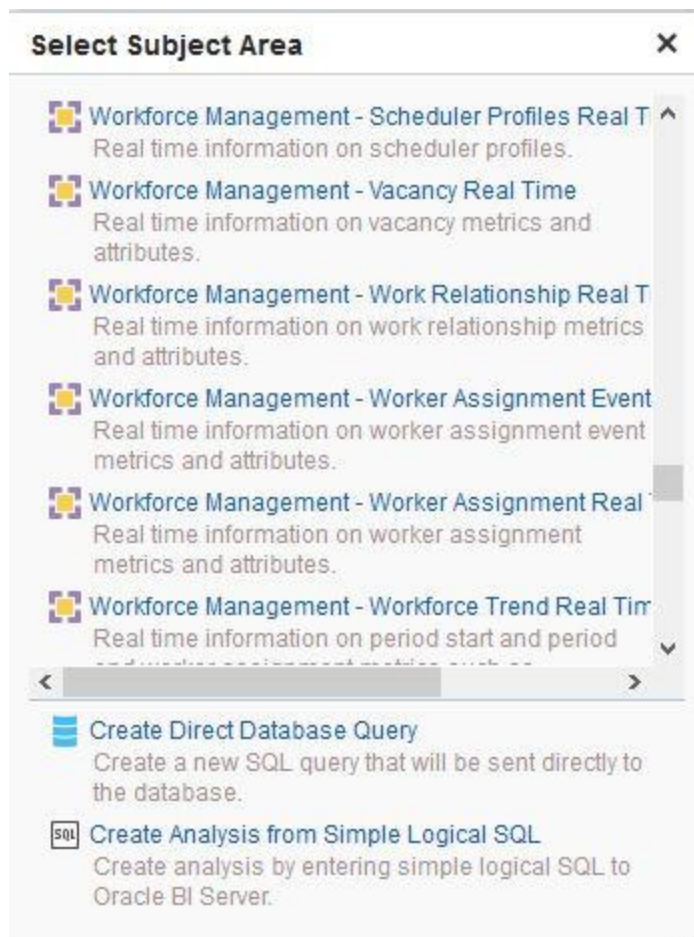 Select Subject Area
Workforce Management - Scheduler Profiles Real T
Real time information on scheduler profiles.
Workforce Management - Vacancy Real Time
Real time information on vacancy metrics and
attributes.
Workforce Management - Work Relationship Real T
Real time information on work relationship metrics
and attributes.
Workforce Management - Worker Assignment Event
Real time information on worker assignment event
metrics and attributes.
Workforce Management - Worker Assignment Real
Real time information on worker assignment
metrics and attributes.
Workforce Management - Workforce Trend Real Tim
Real time information on period start and period
Create Direct Database Query
Create a new SQL query that will be sent directly to
the database.
SQL
Create Analysis from Simple Logical SQL
Create analysis by entering simple logical SQL to
Oracle BI Server.